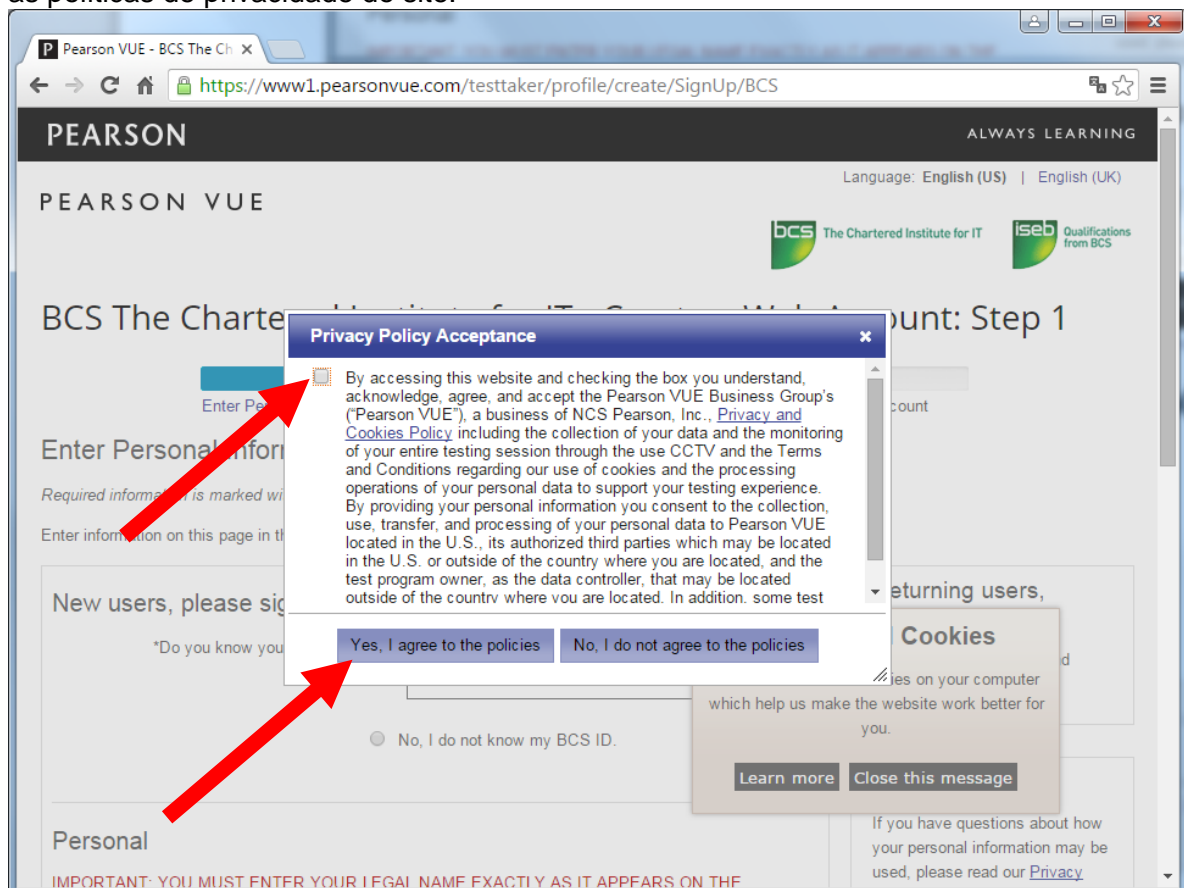 as políticas de privacidade do site.
Pearson VUE - BCS The Ch
https://www1.pearsonvue.com/testtaker/profile/create/SignUp/BCS
PEARSON
ALWAYS LEARNING
Language: English (US) | English (UK)
PEARSON VUE
bcs The Chartered Institute for IT
iseb Qualifications
from BCS
BCS The Charte
ount: Step 1
Privacy Policy Acceptance
By accessing this website and checking the box you understand,
acknowledge, agree, and accept the Pearson VUE Business Group's
("Pearson VUE"), a business of NCS Pearson, Inc., Privacy and
Cookies Policy including the collection of your data and the monitoring
of your entire testing session through the use CCTV and the Terms
and Conditions regarding our use of cookies and the processing
operations of your personal data to support your testing experience.
By providing your personal information you consent to the collection,
use, transfer, and processing of your personal data to Pearson VUE
located in the U.S., its authorized third parties which may be located
in the U.S. or outside of the country where you are located, and the
test program owner, as the data controller, that may be located
outside of the country where you are located. In addition, some test
Yes, I agree to the policies
No, I do not agree to the policies
Enter Pe
count
Enter Personal Infor
Required information is marked wi
Enter information on this page in th
New users, please sig
*Do you know you
No, I do not know my BCS ID.
Personal
IMPORTANT: YOU MUST ENTER YOUR LEGAL NAME EXACTLY AS IT APPEARS ON THE
eturning users,
Cookies
d
ies on your computer
which help us make the website work better for
you.
Learn more
Close this message
If you have questions about how
your personal information may be
used, please read our Privacy